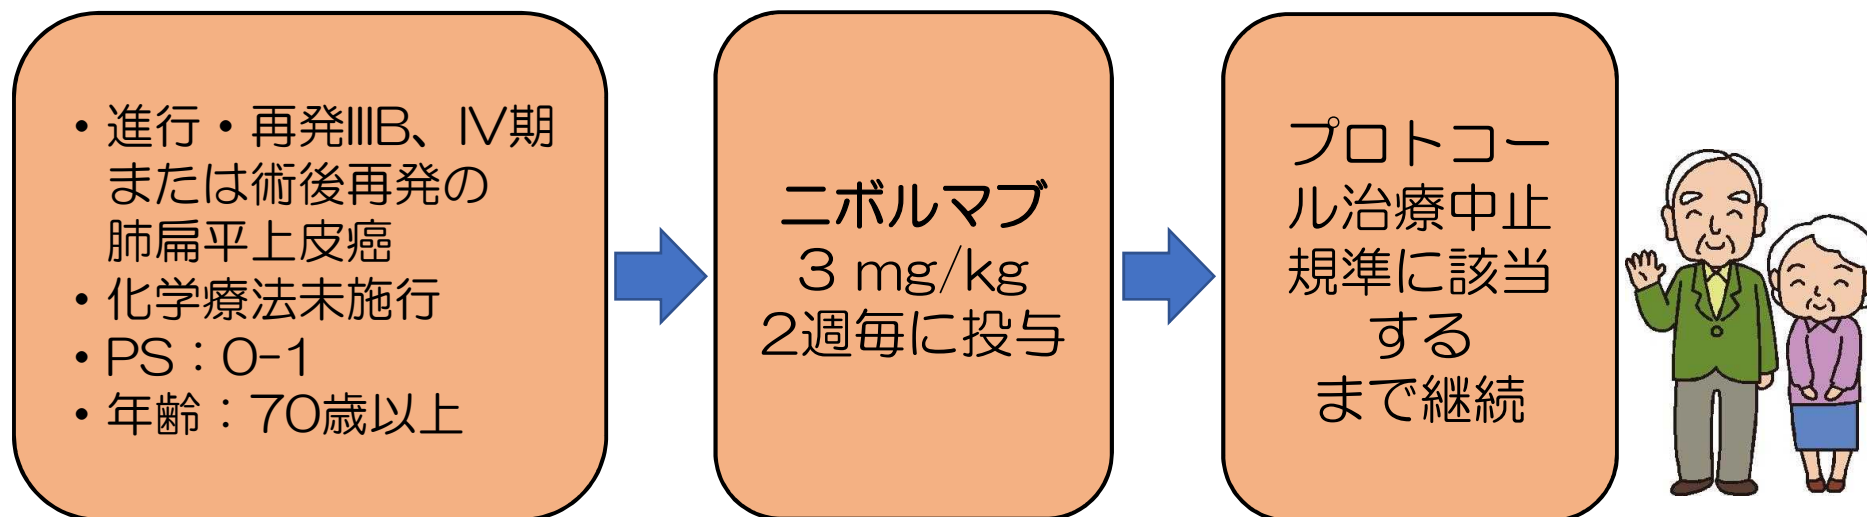 ・進行・再発IIIB、IV期
または術後再発の
肺扁平上皮癌
・化学療法未施行
・PS：0-1
・年齢：70歳以上
ニボルマブ
3 mg/kg
2週毎に投与
プロトコー
ル治療中止
規準に該当
する
まで継続